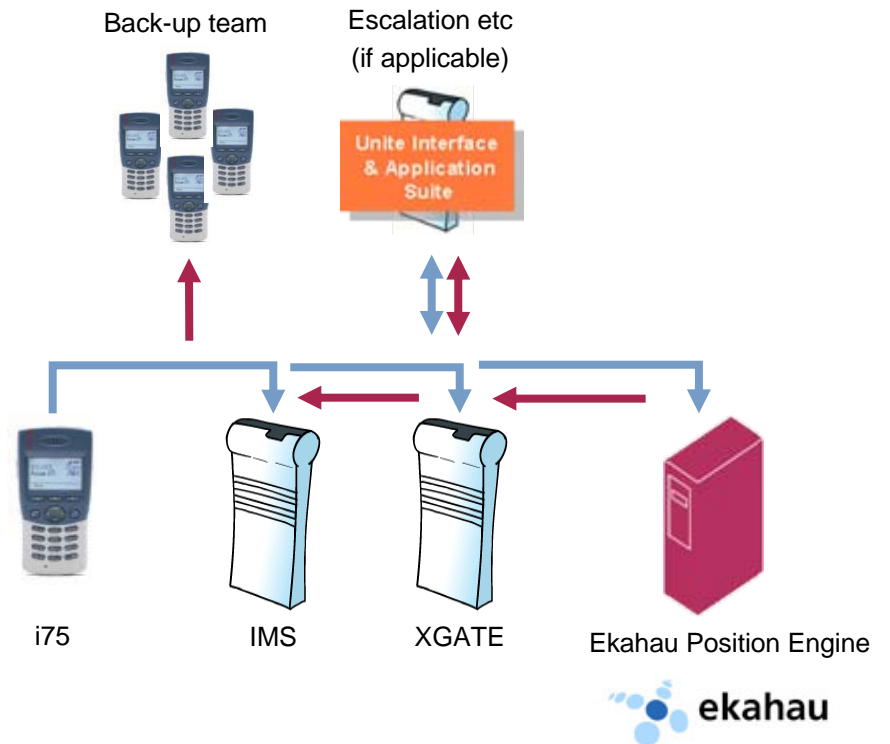 Back-up team
Escalation etc
(if applicable)
Unite Interface
& Application
Suite
i75
IMS
XGATE
Ekahau Position Engine
ekahau